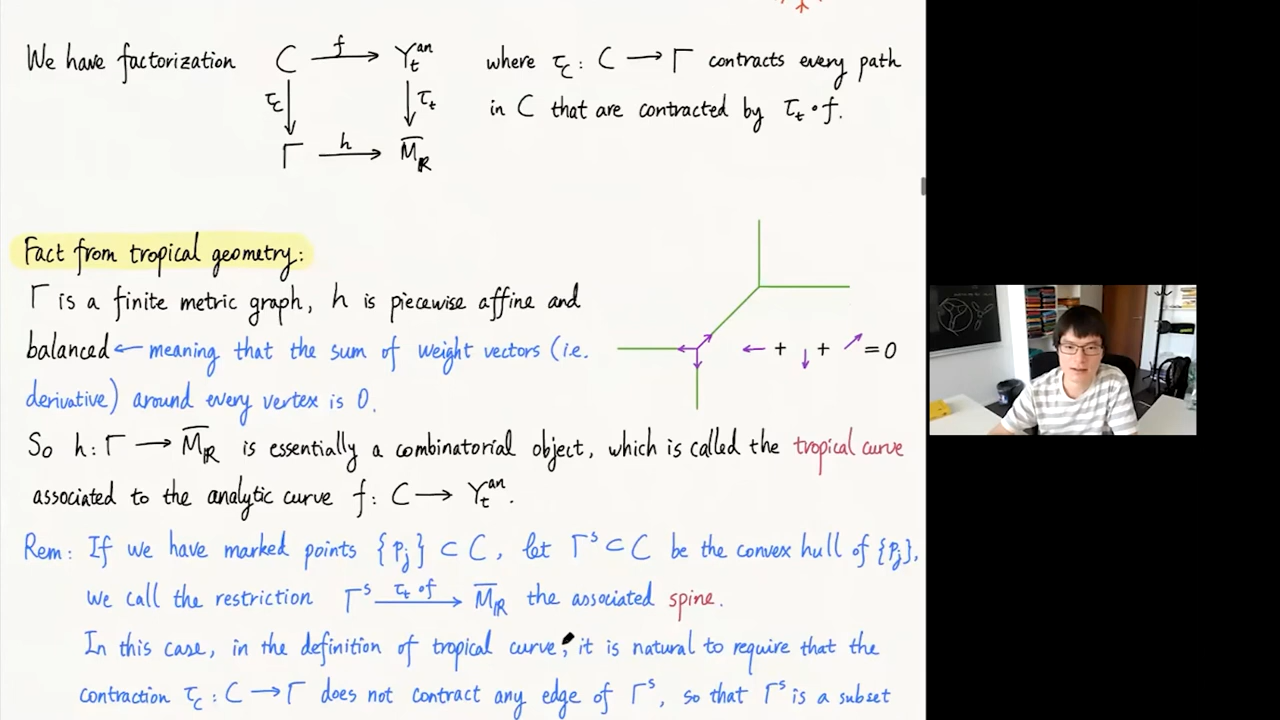 We have factorization C f Y_t^an where τ_C : C → Γ contracts every path
τ_C τ_t in C that are contracted by τ_t ∘ f.
Γ h M̄_ℝ
Fact from tropical geometry:
Γ is a finite metric graph, h is piecewise affine and
balanced ← meaning that the sum of weight vectors (i.e.
← + ↓ + ↗ = 0
derivative) around every vertex is 0.
So h : Γ → M̄_ℝ is essentially a combinatorial object, which is called the tropical curve
associated to the analytic curve f : C → Y_t^an.
Rem: If we have marked points {p_j} ⊂ C, let Γ^s ⊂ C be the convex hull of {p_j},
we call the restriction Γ^s τ_t∘f → M̄_ℝ the associated spine.
In this case, in the definition of tropical curve, it is natural to require that the
contraction τ_C : C → Γ does not contract any edge of Γ^s, so that Γ^s is a subset